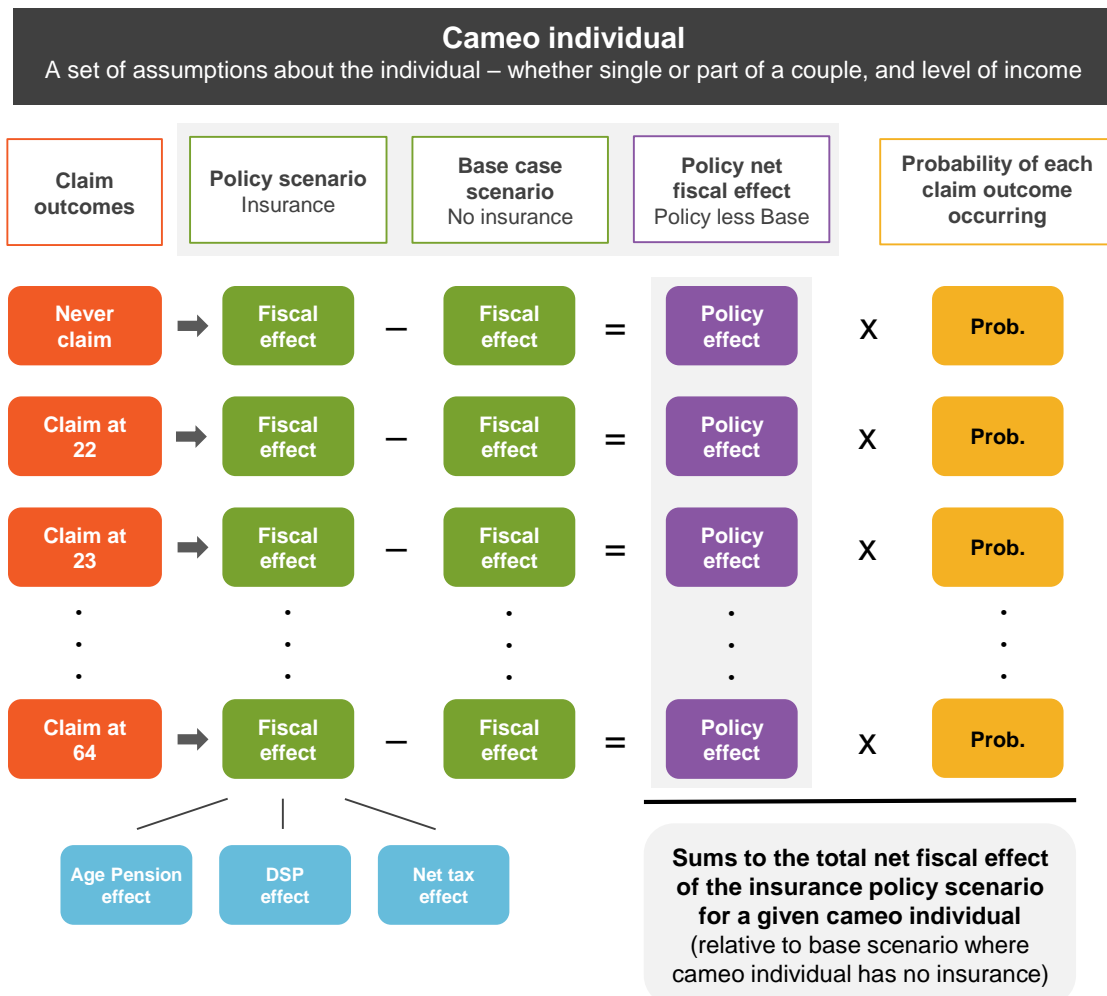 Cameo individual
A set of assumptions about the individual – whether single or part of a couple, and level of income
Claim
outcomes
Policy scenario
Insurance
Base case
scenario
No insurance
Policy net
fiscal effect
Policy less Base
Probability of each
claim outcome
occurring
Never
claim
Fiscal
effect
–
Fiscal
effect
=
Policy
effect
x
Prob.
Claim at
22
Fiscal
effect
–
Fiscal
effect
=
Policy
effect
x
Prob.
Claim at
23
Fiscal
effect
–
Fiscal
effect
=
Policy
effect
x
Prob.
Claim at
64
Fiscal
effect
–
Fiscal
effect
=
Policy
effect
x
Prob.
Age Pension
effect
DSP
effect
Net tax
effect
Sums to the total net fiscal effect
of the insurance policy scenario
for a given cameo individual
(relative to base scenario where
cameo individual has no insurance)